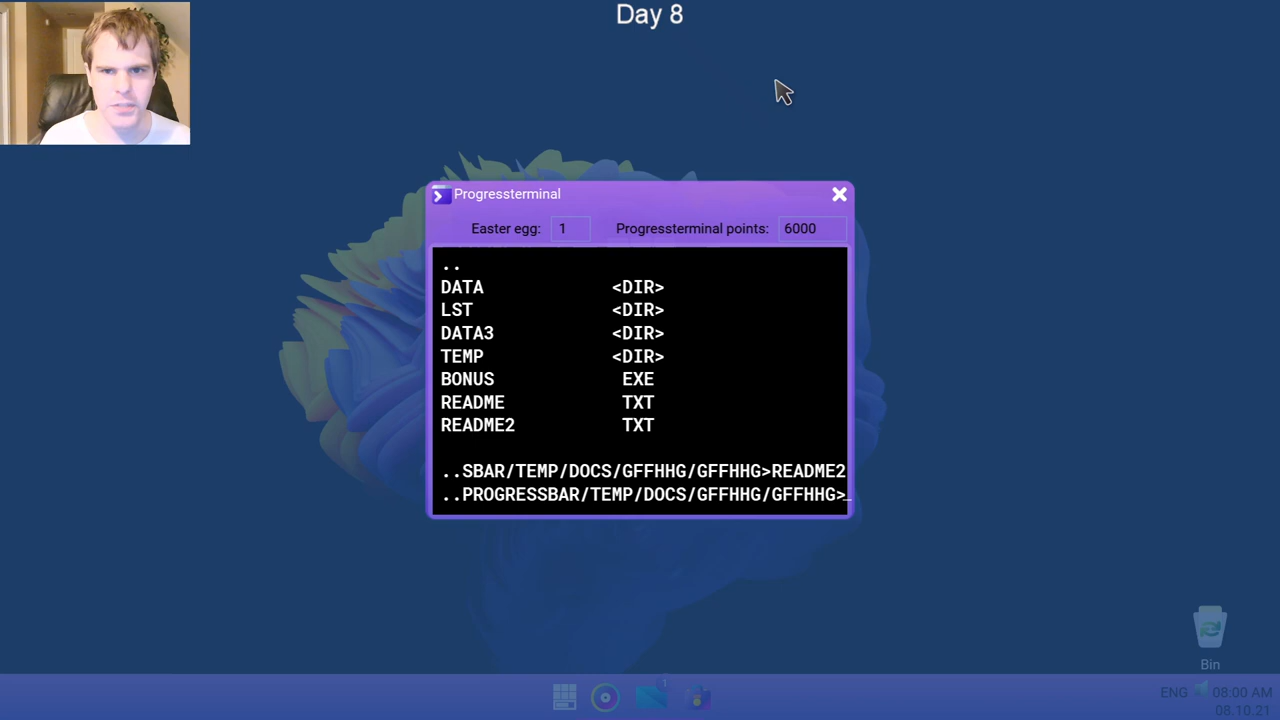 Day 8
Progressterminal
Easter egg: 1 Progressterminal points: 6000
..
DATA <DIR>
LST <DIR>
DATA3 <DIR>
TEMP <DIR>
BONUS EXE
README TXT
README2 TXT
..SBAR/TEMP/DOCS/GFFHHG/GFFHHG>README2
..PROGRESSBAR/TEMP/DOCS/GFFHHG/GFFHHG>_
Bin
1
ENG 08:00 AM
08.10.21